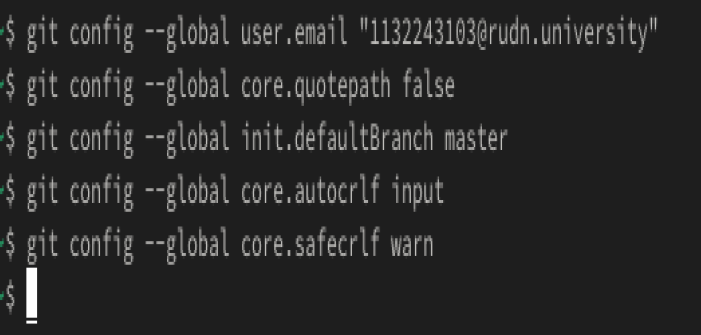 $ git config --global user.email "1132243103@rudn.university"
$ git config --global core.quotepath false
$ git config --global init.defaultBranch master
$ git config --global core.autocrlf input
$ git config --global core.safecrlf warn
$